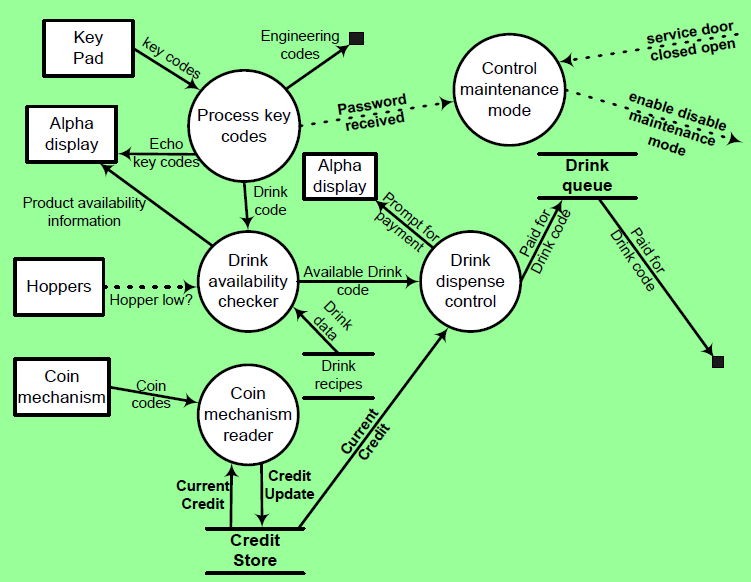 Key
Pad
key codes
Engineering
codes
service door
closed open
Control
maintenance
mode
Process key
codes
Password
received
enable disable
maintenance
mode
Alpha
display
Echo
key codes
Alpha
display
Drink
queue
Product availability
information
Drink
code
Prompt for
payment
Paid for
Drink code
Paid for
Drink code
Hoppers
Hopper low?
Drink
availability
checker
Available Drink
code
Drink
dispense
control
Drink
data
Drink
recipes
Coin
mechanism
Coin
codes
Coin
mechanism
reader
Current
Credit
Current
Credit
Credit
Update
Credit
Store